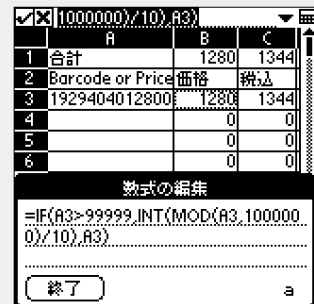 1000000)/10),A3)
A B C
1 合計 1280 1344
2 Barcode or Price 価格 税込
3 1929404012800 1280 1344
4 0 0
5 0 0
6 0 0
数式の編集
=IF(A3>99999,INT(MOD(A3,100000
0)/10),A3)
終了 a